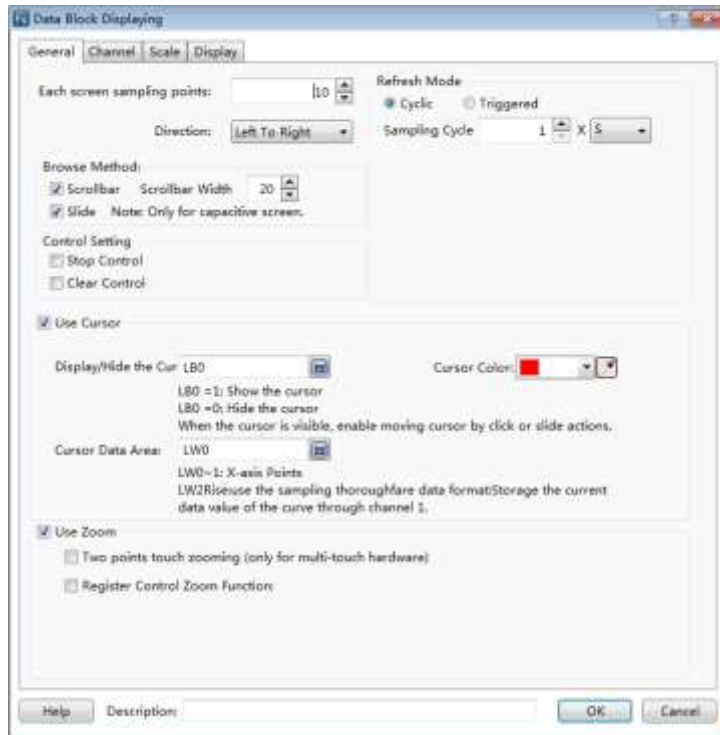 Data Block Displaying
General Channel Scale Display
Each screen sampling points: 10
Direction: Left To Right
Refresh Mode
Cyclic Triggered
Sampling Cycle 1 X S
Browse Method:
Scrollbar Scrollbar Width 20
Slide Note: Only for capacitive screen.
Control Setting
Stop Control
Clear Control
Use Cursor
Display/Hide the Cur LB0
Cursor Color:
LB0 =1: Show the cursor
LB0 =0: Hide the cursor
When the cursor is visible, enable moving cursor by click or slide actions.
Cursor Data Area: LW0
LW0~1: X-axis Points
LW2Rise:use the sampling thoroughfare data format:Storage the current
data value of the curve through channel 1.
Use Zoom
Two points touch zooming (only for multi-touch hardware)
Register Control Zoom Function:
Help Description: OK Cancel